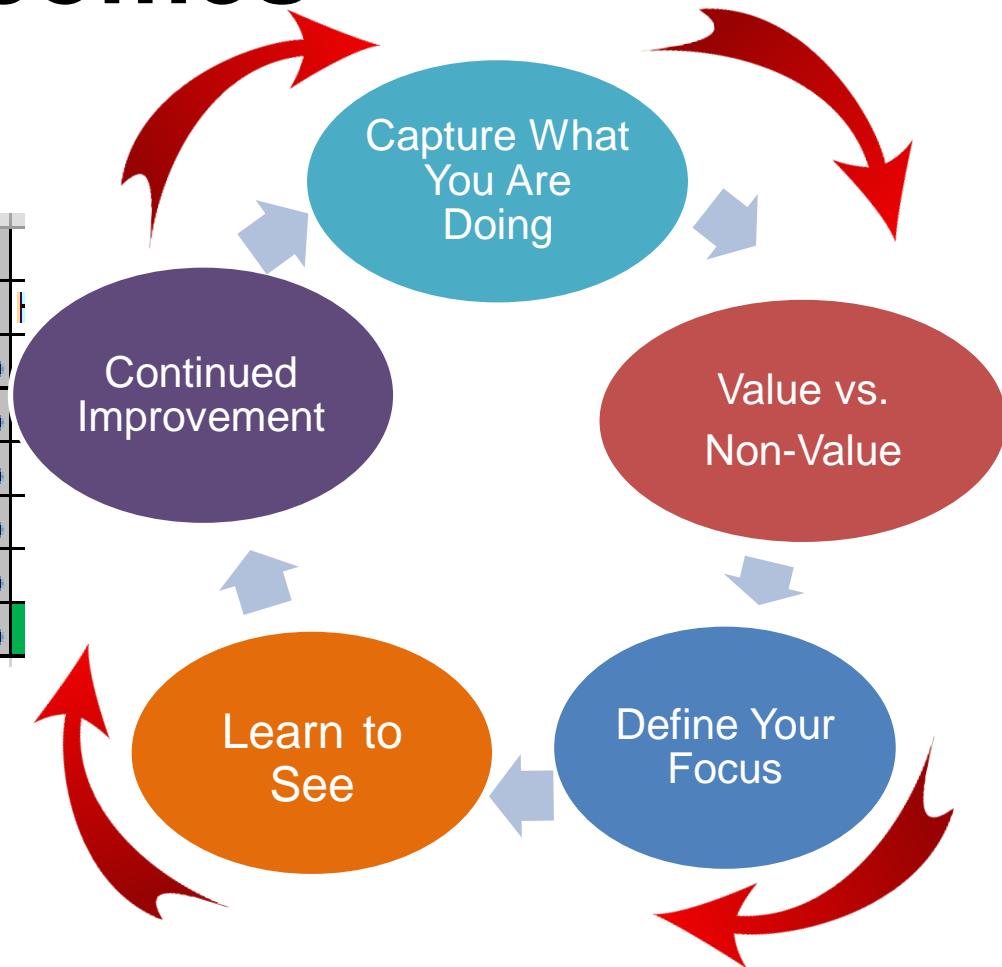 Capture What
You Are
Doing
Value vs.
Non-Value
Define Your
Focus
Learn to
See
Continued
Improvement